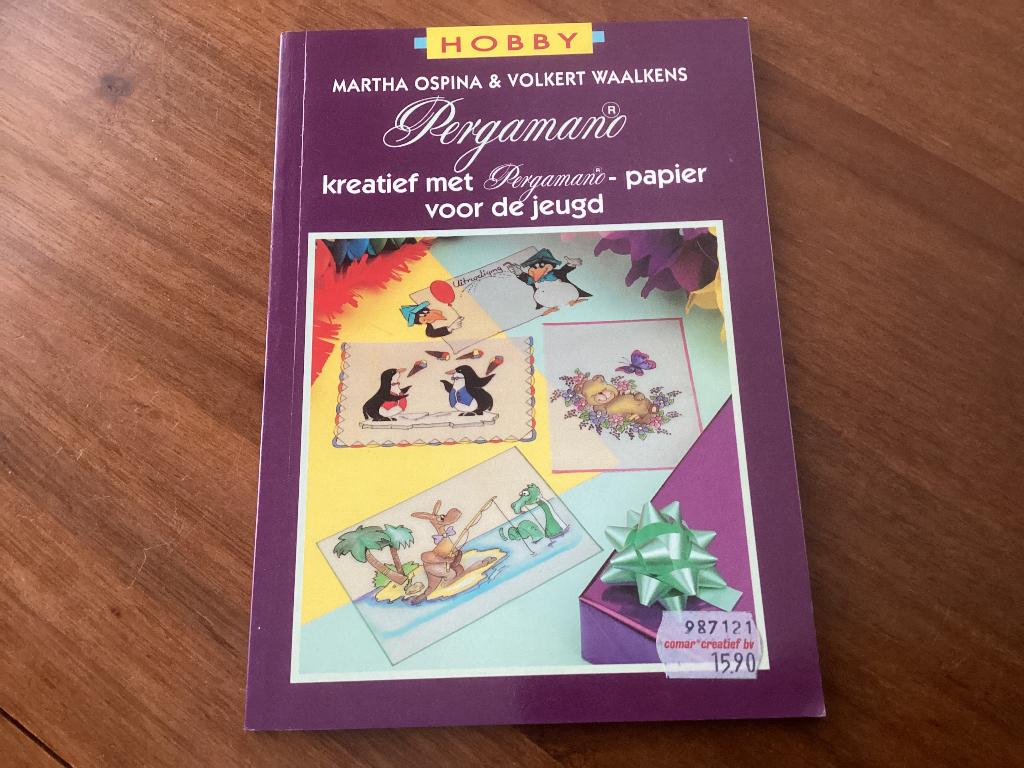 HOBBY
MARTHA OSPINA & VOLKERT WAALKENS
Pergamano®
kreatief met Pergamano® - papier
voor de jeugd
Uitnodiging
987121
comar*creatief bv
15.90